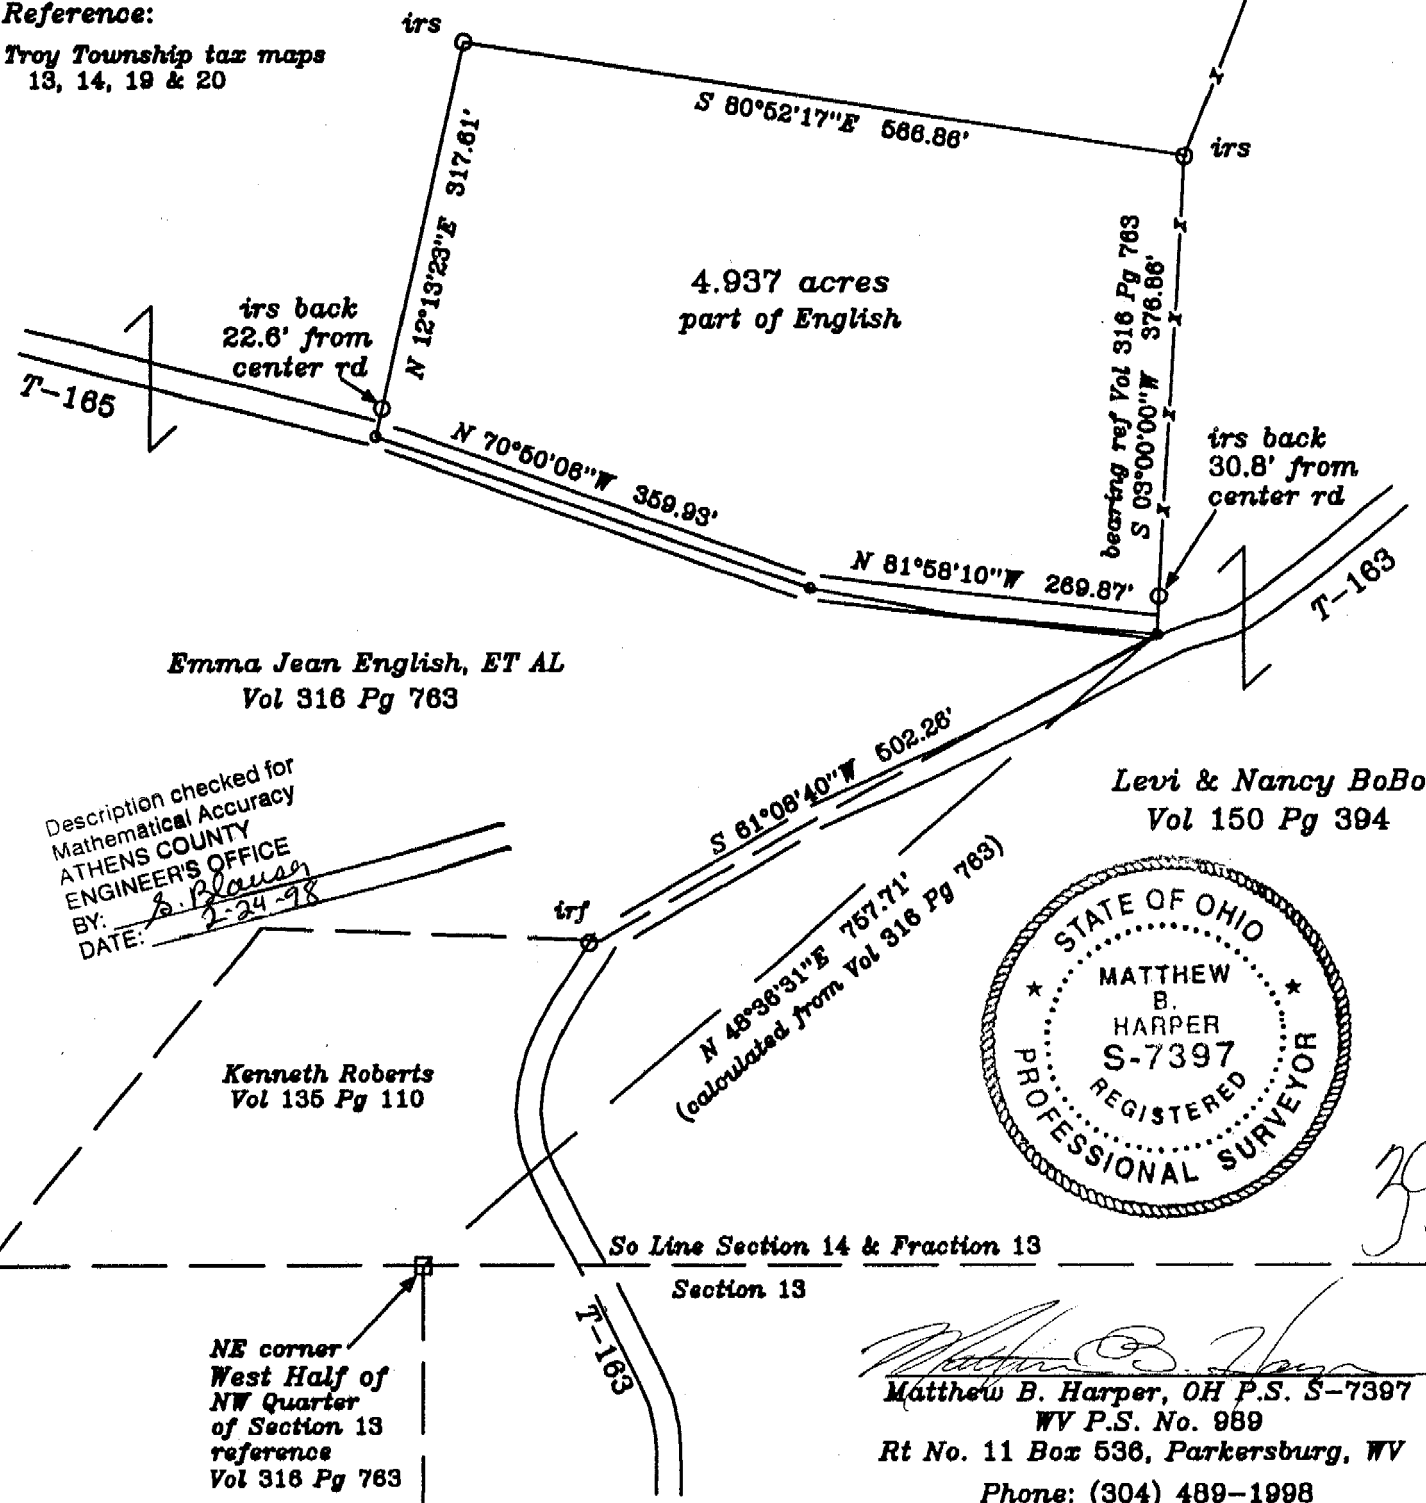 Reference:
Troy Township tax maps
13, 14, 19 & 20
irs
S 80°52'17"E 566.86'
irs
N 12°13'23"E 317.61'
4.937 acres
part of English
bearing ref Vol 316 Pg 763
S 03°00'00"W 376.86'
irs back
22.6' from
center rd
T-165
N 70°50'06"W 359.93'
irs back
30.8' from
center rd
N 81°58'10"W 269.87'
T-163
Emma Jean English, ET AL
Vol 316 Pg 763
S 61°08'40"W 502.26'
Levi & Nancy BoBo
Vol 150 Pg 394
Description checked for
Mathematical Accuracy
ATHENS COUNTY
ENGINEER'S OFFICE
BY: S. Blauser
DATE: 2-24-98
irf
N 48°36'31"E 757.71'
(calculated from Vol 316 Pg 763)
STATE OF OHIO
MATTHEW
B.
HARPER
S-7397
REGISTERED
PROFESSIONAL SURVEYOR
Kenneth Roberts
Vol 135 Pg 110
So Line Section 14 & Fraction 13
Section 13
T-163
NE corner
West Half of
NW Quarter
of Section 13
reference
Vol 316 Pg 763
Matthew B. Harper, OH P.S. S-7397
WV P.S. No. 989
Rt No. 11 Box 536, Parkersburg, WV
Phone: (304) 489-1998